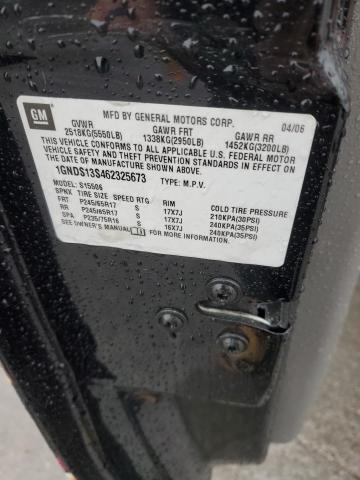 GM
MFD BY GENERAL MOTORS CORP. 04/06
GVWR GAWR FRT GAWR RR
2518KG(5550LB) 1338KG(2950LB) 1452KG(3200LB)
THIS VEHICLE CONFORMS TO ALL APPLICABLE U.S. FEDERAL MOTOR
VEHICLE SAFETY AND THEFT PREVENTION STANDARDS IN EFFECT ON
THE DATE OF MANUFACTURE SHOWN ABOVE.
1GNDS13S462325673 TYPE: M.P.V.
MODEL: S15506
SPNV TIRE SIZE SPEED RTG RIM COLD TIRE PRESSURE
FRT P245/65R17 S 17X7J 210KPA(30PSI)
RR P245/65R17 S 17X7J 240KPA(35PSI)
SPA P235/75R16 S 16X7J 240KPA(35PSI)
SEE OWNER'S MANUAL FOR MORE INFORMATION.